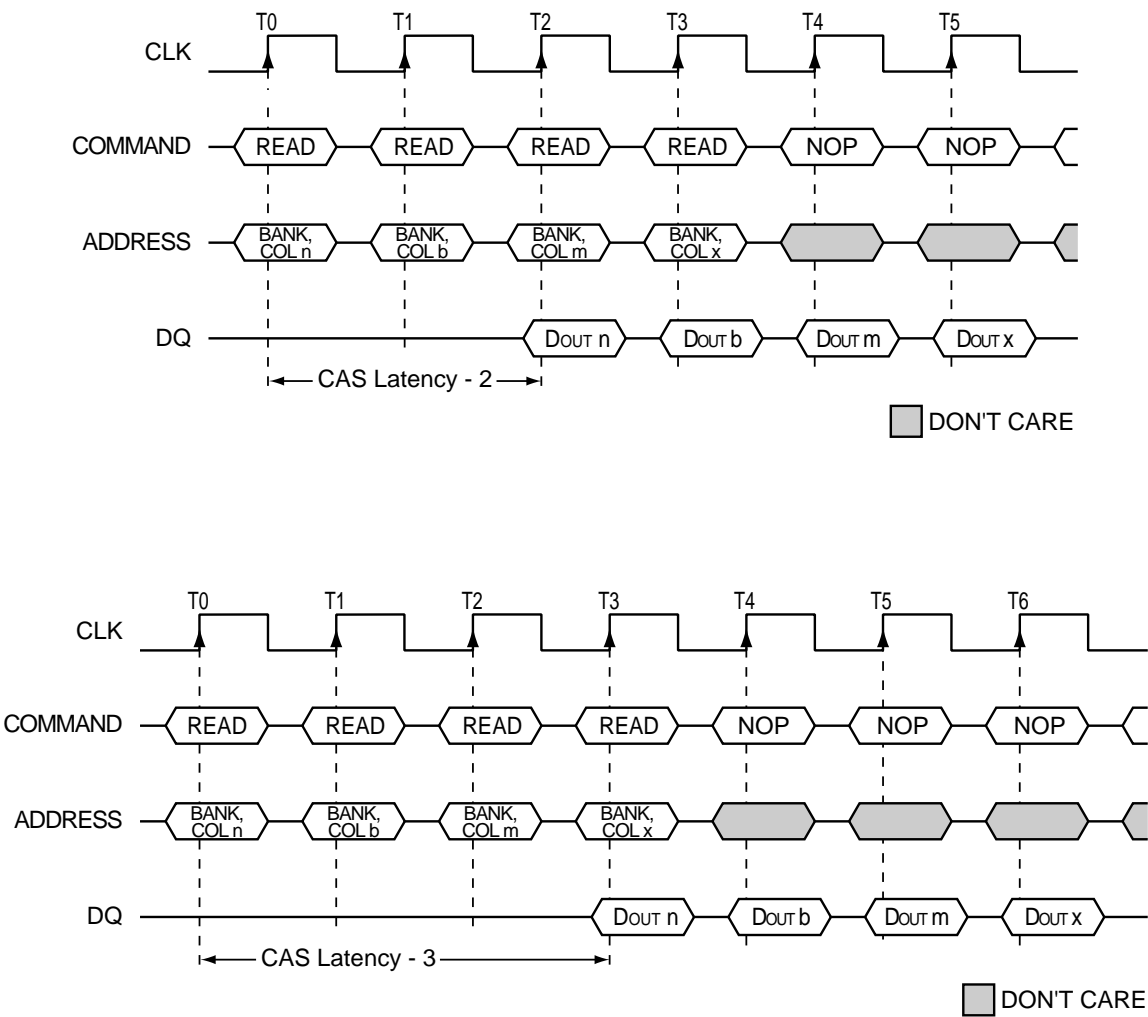 T0 T1 T2 T3 T4 T5
CLK
COMMAND READ READ READ READ NOP NOP
ADDRESS BANK, COL n BANK, COL b BANK, COL m BANK, COL x
DQ DOUT n DOUT b DOUT m DOUT x
CAS Latency - 2
DON'T CARE
T0 T1 T2 T3 T4 T5 T6
CLK
COMMAND READ READ READ READ NOP NOP NOP
ADDRESS BANK, COL n BANK, COL b BANK, COL m BANK, COL x
DQ DOUT n DOUT b DOUT m DOUT x
CAS Latency - 3
DON'T CARE